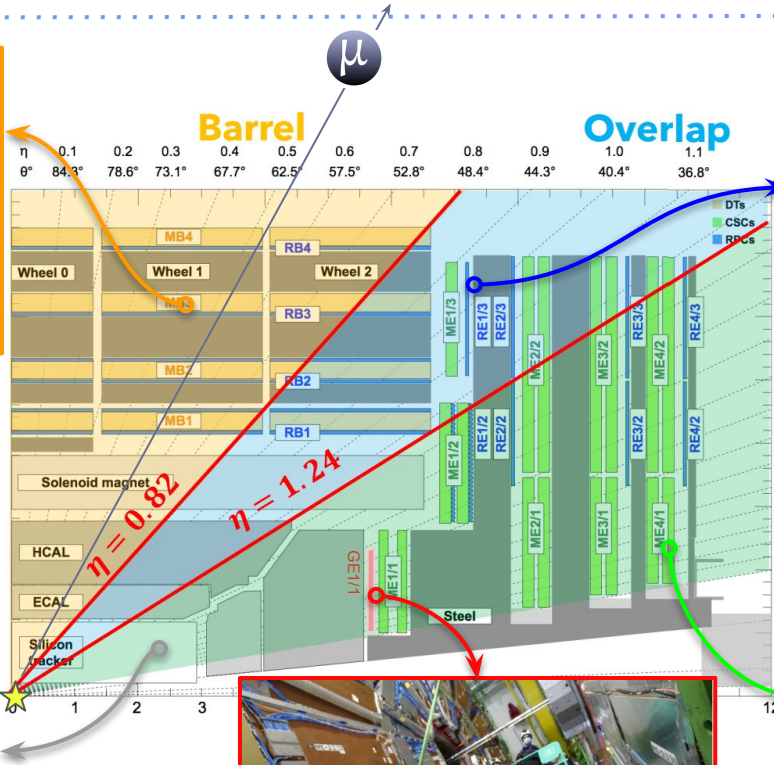 μ
Barrel
Overlap
η 0.1 0.2 0.3 0.4 0.5 0.6 0.7 0.8 0.9 1.0 1.1
θ° 84.3° 78.6° 73.1° 67.7° 62.5° 57.5° 52.8° 48.4° 44.3° 40.4° 36.8°
DTs
CSCs
RPCs
MB4
RB4
Wheel 0
Wheel 1
Wheel 2
MB3
RB3
MB2
RB2
MB1
RB1
ME1/3
RE1/3
RE2/3
ME2/2
ME3/2
RE3/3
ME4/2
RE4/3
ME1/2
RE1/2
RE2/2
RE3/2
RE4/2
Solenoid magnet
η = 0.82
η = 1.24
HCAL
ECAL
Silicon
tracker
GE1/1
ME1/1
ME2/1
ME3/1
ME4/1
Steel
0 1 2 3 12